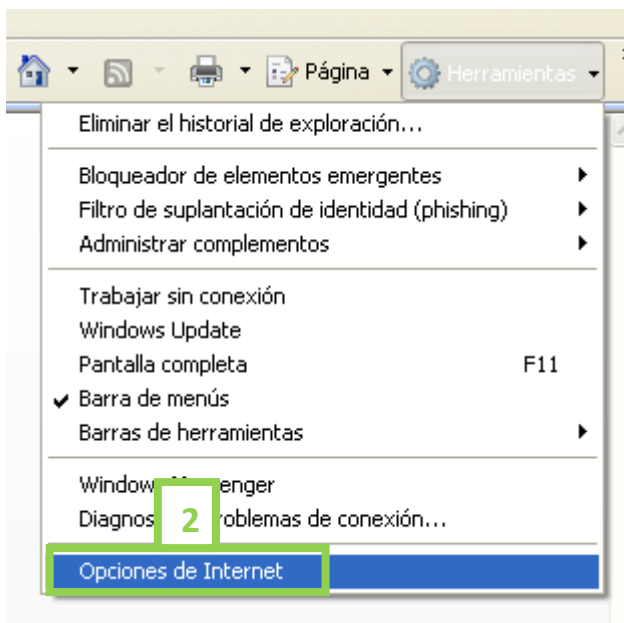 Página Herramientas
Eliminar el historial de exploración...
Bloqueador de elementos emergentes
Filtro de suplantación de identidad (phishing)
Administrar complementos
Trabajar sin conexión
Windows Update
Pantalla completa F11
Barra de menús
Barras de herramientas
enger
2
de conexión...
Opciones de Internet